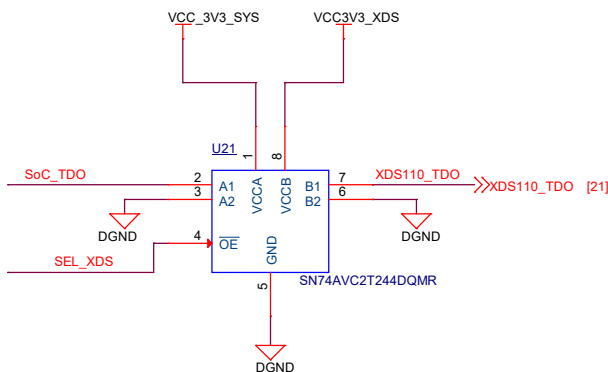 VCC_3V3_SYS VCC3V3_XDS
U21
1 8
SoC_TDO 2 A1 VCCA VCCB B1 7 XDS110_TDO XDS110_TDO [21]
3 A2 B2 6
DGND DGND
4 OE GND
SEL_XDS
5 SN74AVC2T244DQMR
DGND